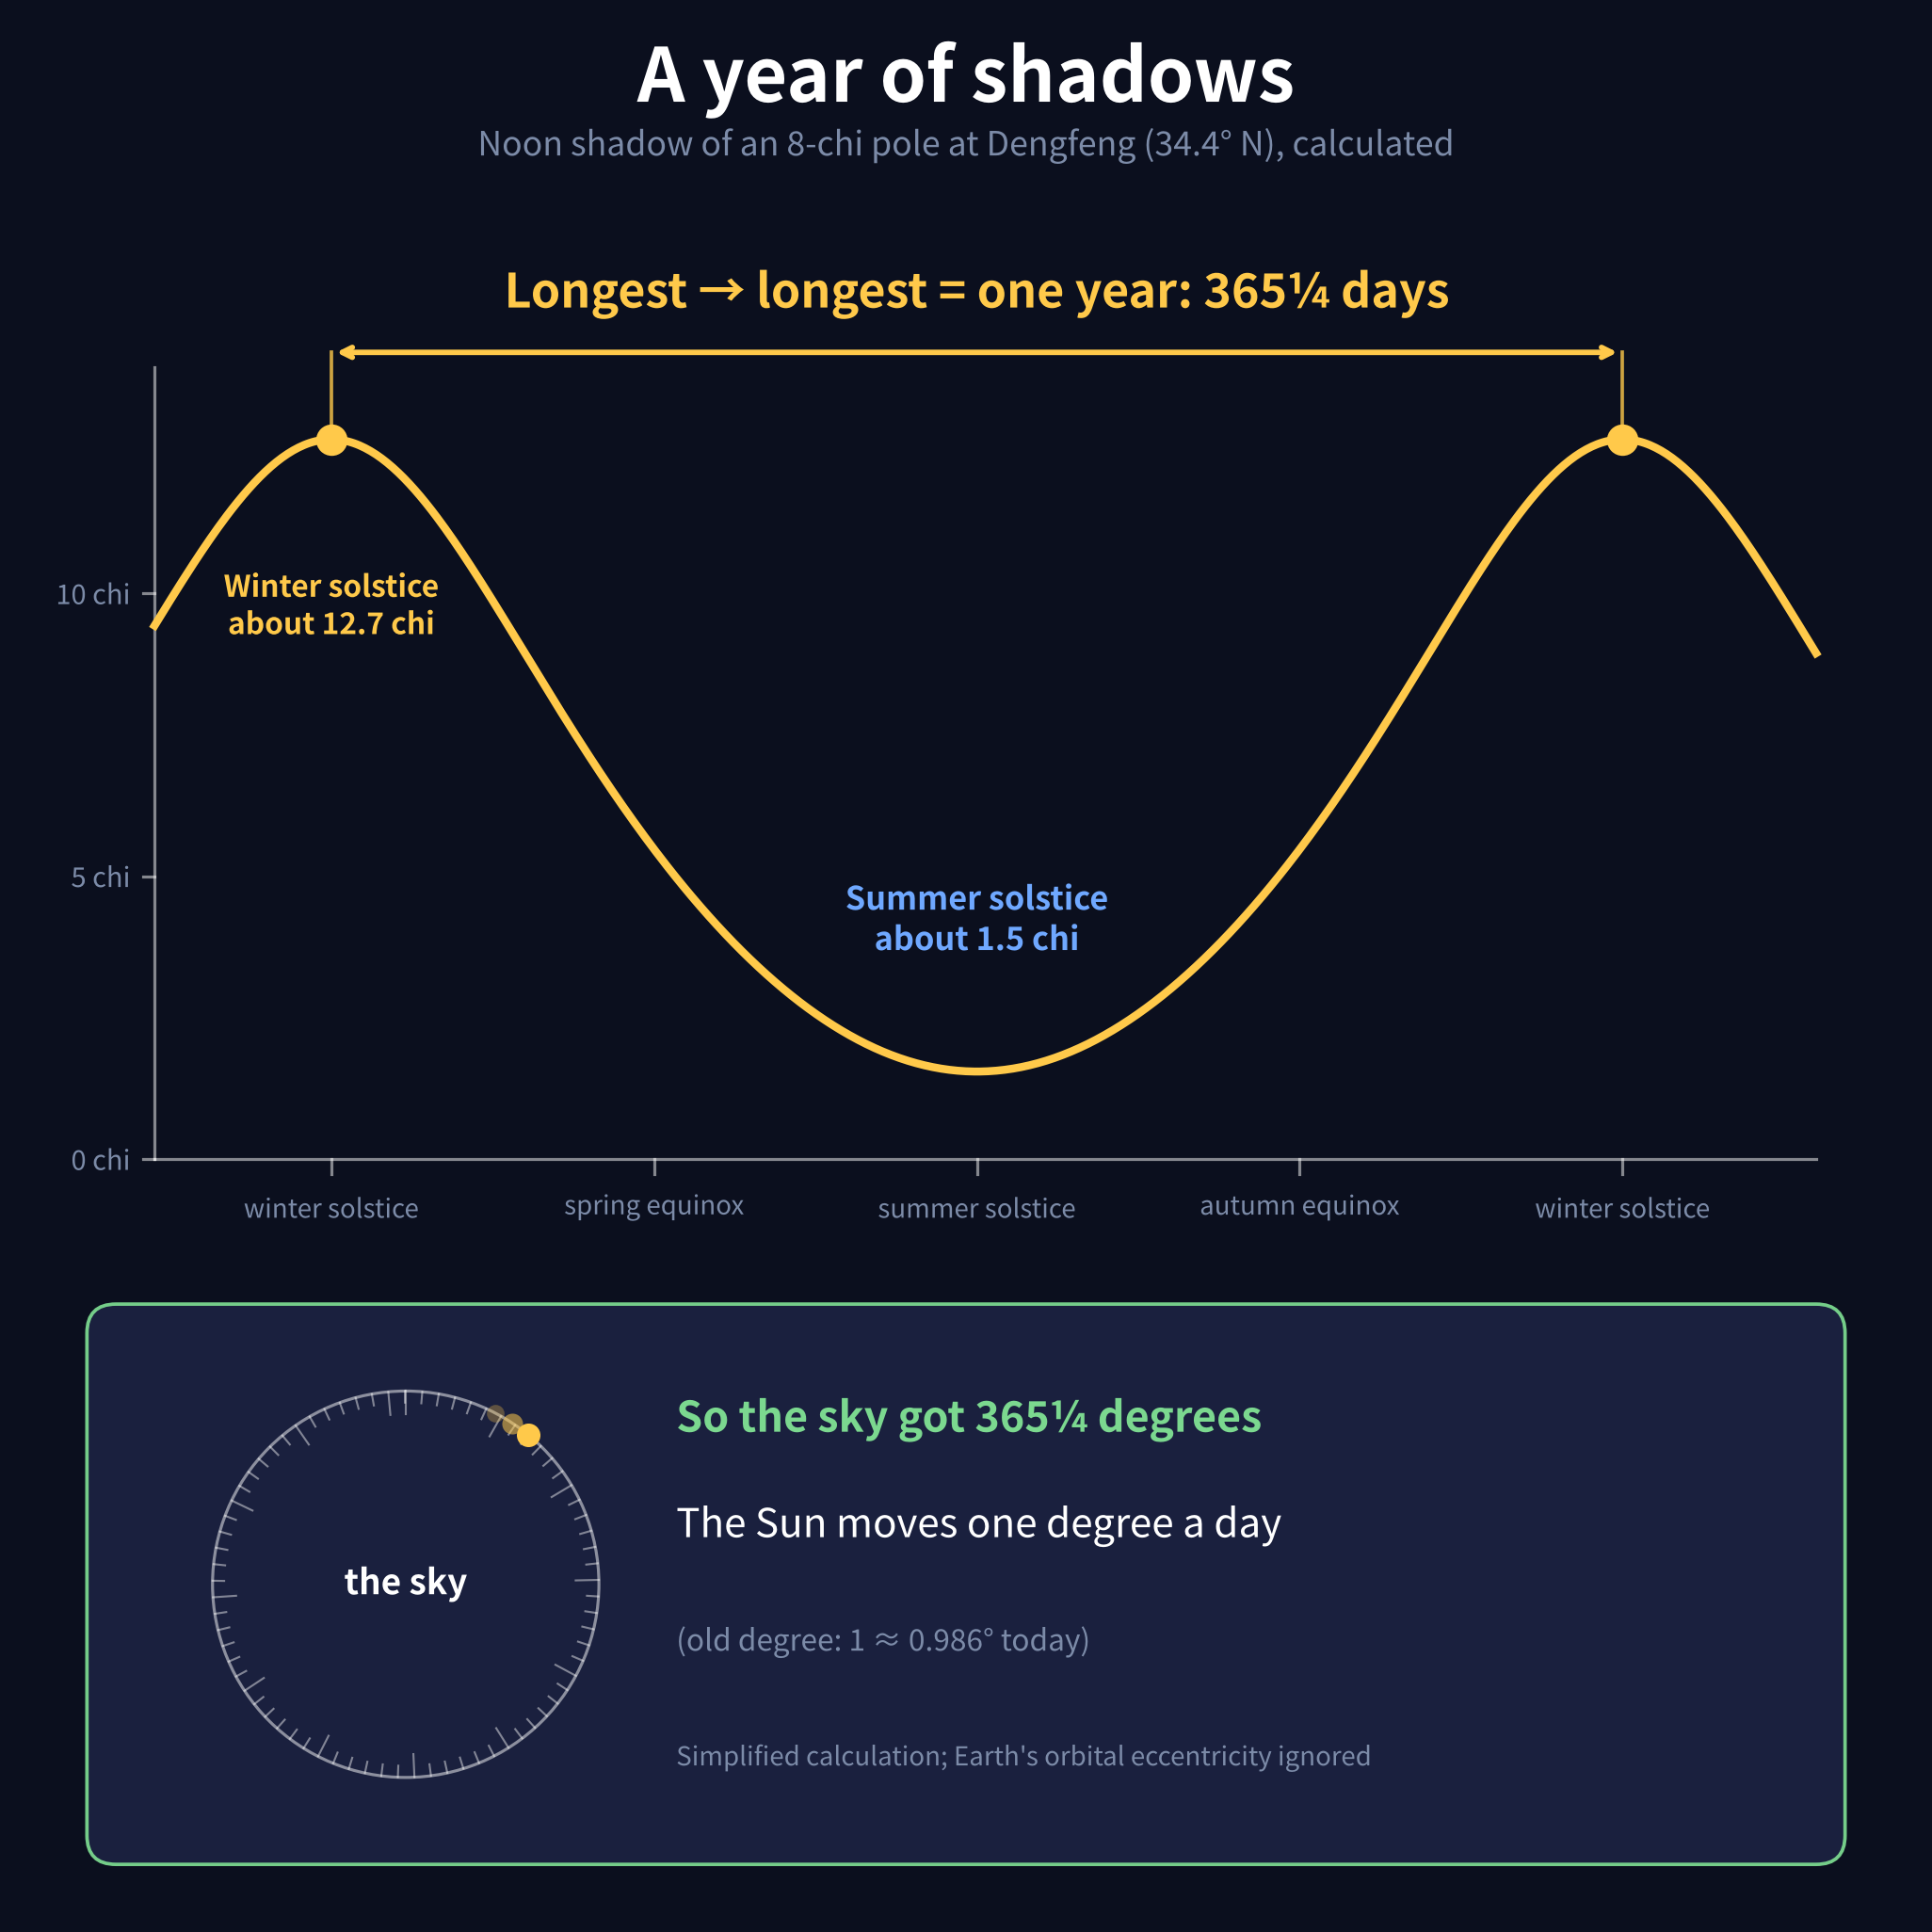 A year of shadows
Noon shadow of an 8-chi pole at Dengfeng (34.4° N), calculated
Longest → longest = one year: 365¼ days
10 chi
Winter solstice
about 12.7 chi
5 chi
Summer solstice
about 1.5 chi
0 chi
winter solstice
spring equinox
summer solstice
autumn equinox
winter solstice
So the sky got 365¼ degrees
The Sun moves one degree a day
the sky
(old degree: 1 ≈ 0.986° today)
Simplified calculation; Earth's orbital eccentricity ignored